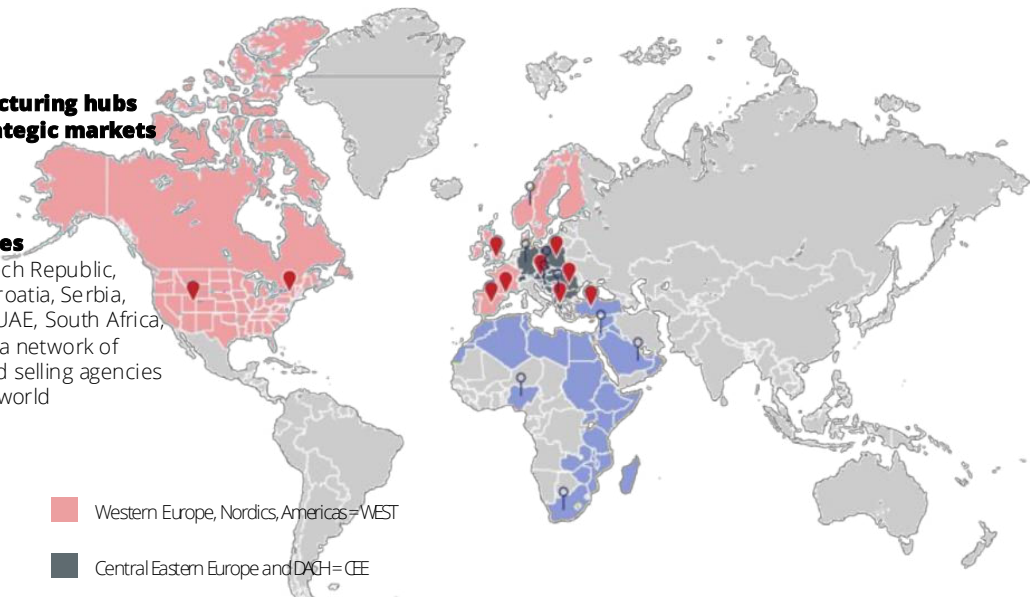 cturing hubs
ategic markets
es
ch Republic,
roatia, Serbia,
UAE, South Africa,
a network of
d selling agencies
world
Western Europe, Nordics, Americas = WEST
Central Eastern Europe and DACH = CEE